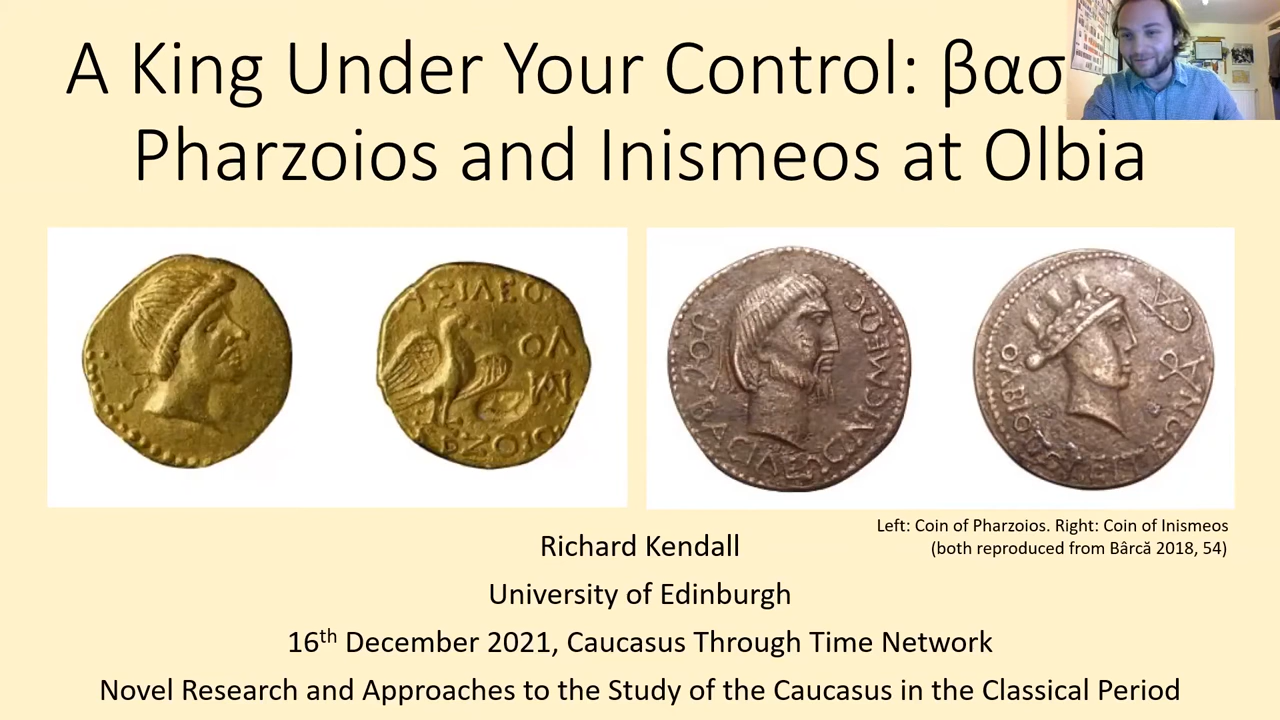 A King Under Your Control: βασ
Pharzoios and Inismeos at Olbia
ΑΣΙΛΕΟ
ΟΛ
Left: Coin of Pharzoios. Right: Coin of Inismeos
(both reproduced from Bârcă 2018, 54)
Richard Kendall
University of Edinburgh
16th December 2021, Caucasus Through Time Network
Novel Research and Approaches to the Study of the Caucasus in the Classical Period